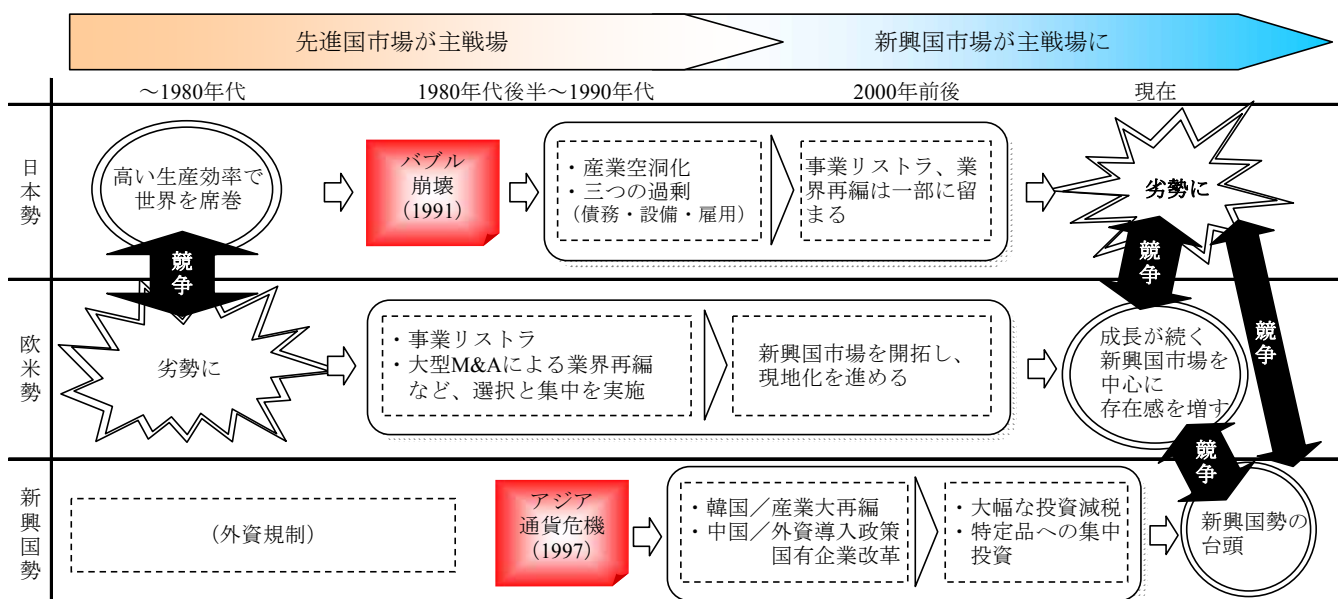 先進国市場が主戦場
新興国市場が主戦場に
～1980年代
1980年代後半～1990年代
2000年前後
現在
日本勢
高い生産効率で
世界を席巻
バブル
崩壊
(1991)
・産業空洞化
・三つの過剰
(債務・設備・雇用)
事業リストラ、業
界再編は一部に留
まる
劣勢に
競争
競争
競争
欧米勢
劣勢に
・事業リストラ
・大型M&Aによる業界再編
など、選択と集中を実施
新興国市場を開拓し、
現地化を進める
成長が続く
新興国市場を
中心に
存在感を増す
競争
新興国勢
(外資規制)
アジア
通貨危機
(1997)
・韓国／産業大再編
・中国／外資導入政策
国有企業改革
・大幅な投資減税
・特定品への集中
投資
新興国勢の
台頭